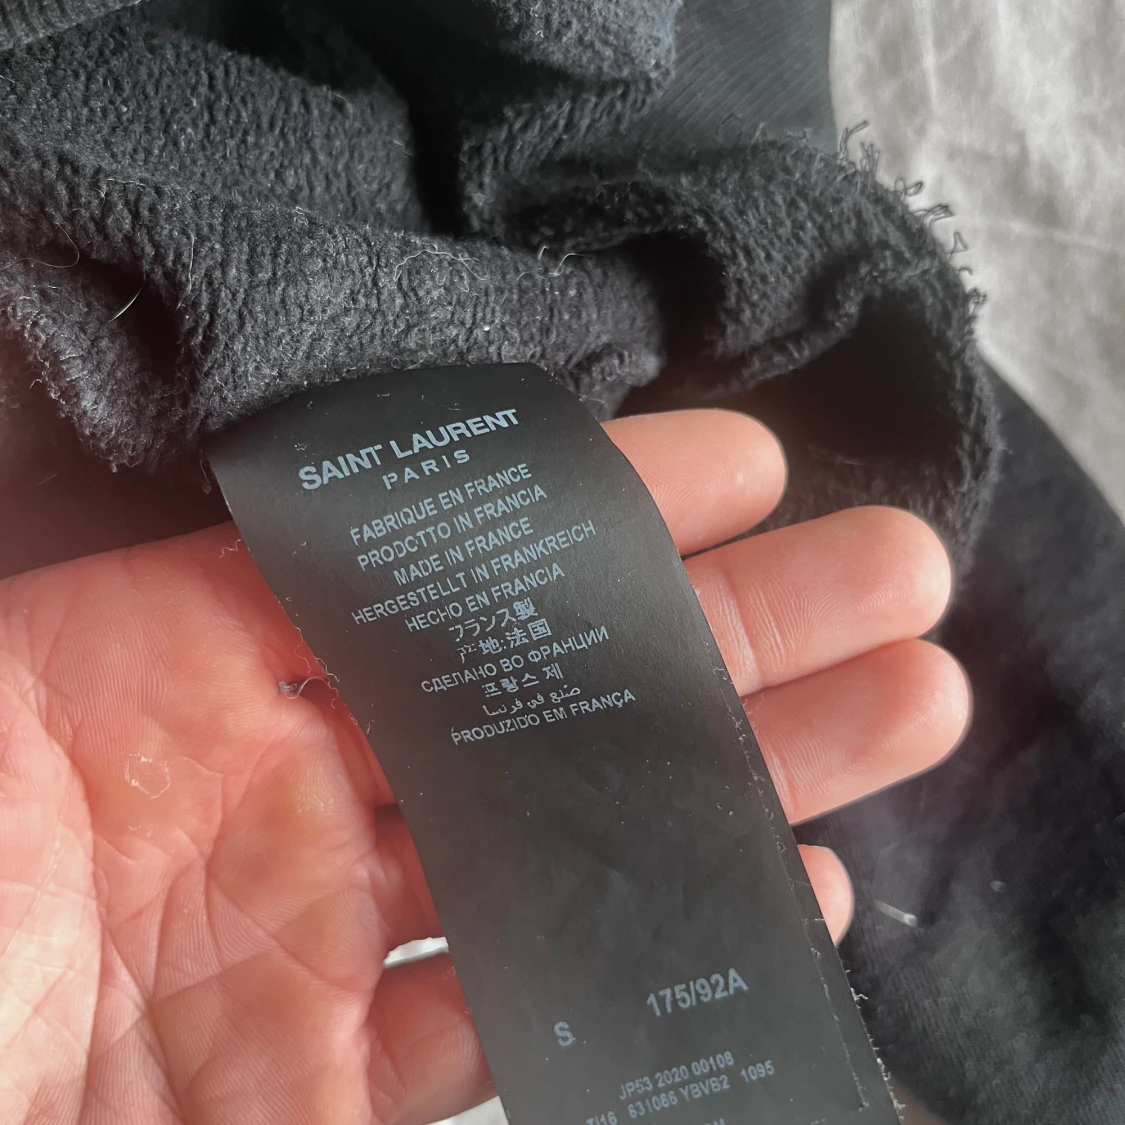 SAINT LAURENT
PARIS
FABRIQUE EN FRANCE
PRODCTTO IN FRANCIA
MADE IN FRANCE
HERGESTELLT IN FRANKREICH
HECHO EN FRANCIA
フランス製
产地:法国
СДЕЛАНО ВО ФРАНЦИИ
프랑스 제
صنع في فرنسا
PRODUZIDO EM FRANÇA
175/92A
S
JP53 2020 00108
631066 YBVB2 1095